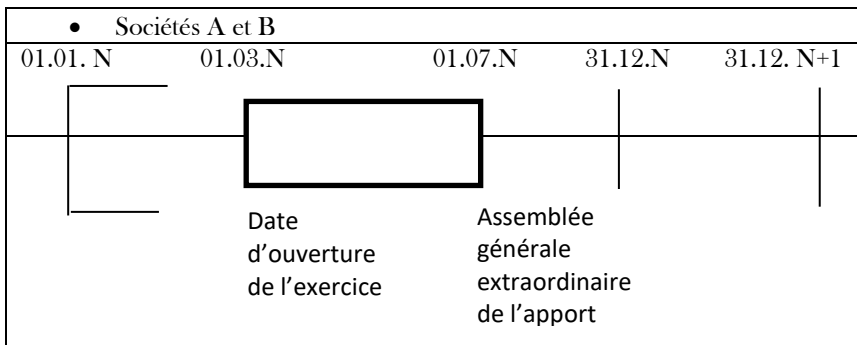 • Sociétés A et B
01.01. N 01.03.N 01.07.N 31.12.N 31.12. N+1
Date
d’ouverture
de l’exercice
Assemblée
générale
extraordinaire
de l’apport